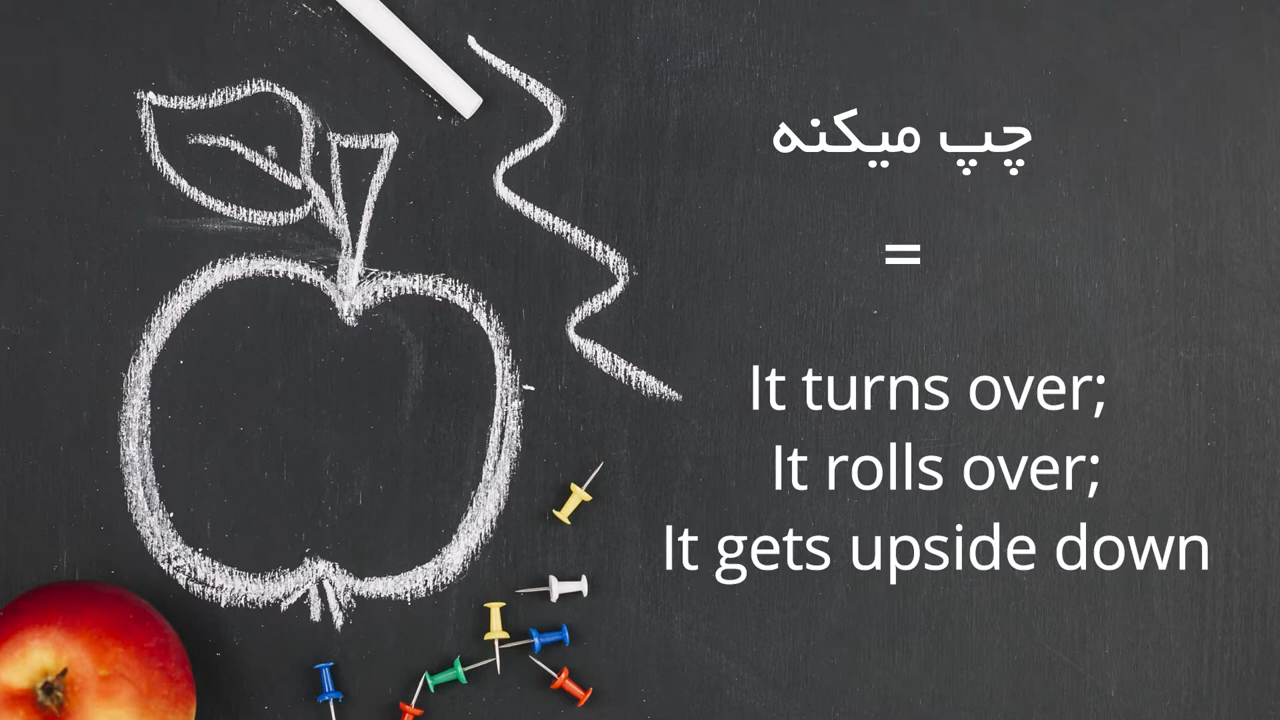 چپ میکنه
=
It turns over;
It rolls over;
It gets upside down